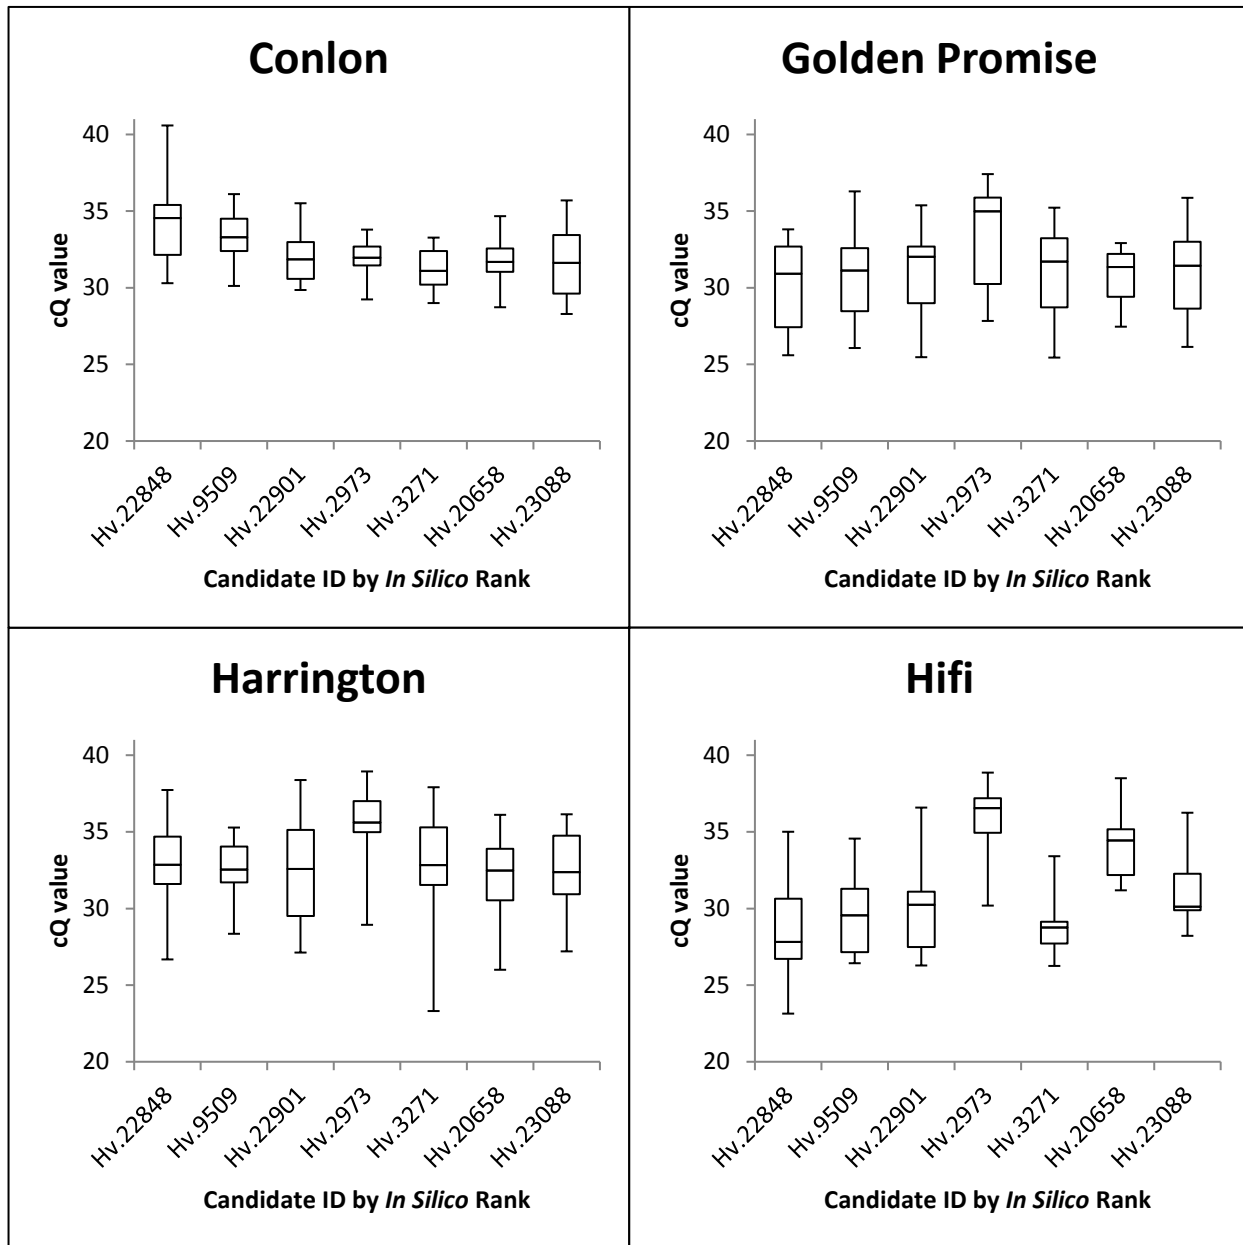 Conlon
cQ value
40
35
30
25
20
Hv.22848
Hv.9509
Hv.22901
Hv.2973
Hv.3271
Hv.20658
Hv.23088
Candidate ID by In Silico Rank
Golden Promise
cQ value
40
35
30
25
20
Hv.22848
Hv.9509
Hv.22901
Hv.2973
Hv.3271
Hv.20658
Hv.23088
Candidate ID by In Silico Rank
Harrington
cQ value
40
35
30
25
20
Hv.22848
Hv.9509
Hv.22901
Hv.2973
Hv.3271
Hv.20658
Hv.23088
Candidate ID by In Silico Rank
Hifi
cQ value
40
35
30
25
20
Hv.22848
Hv.9509
Hv.22901
Hv.2973
Hv.3271
Hv.20658
Hv.23088
Candidate ID by In Silico Rank